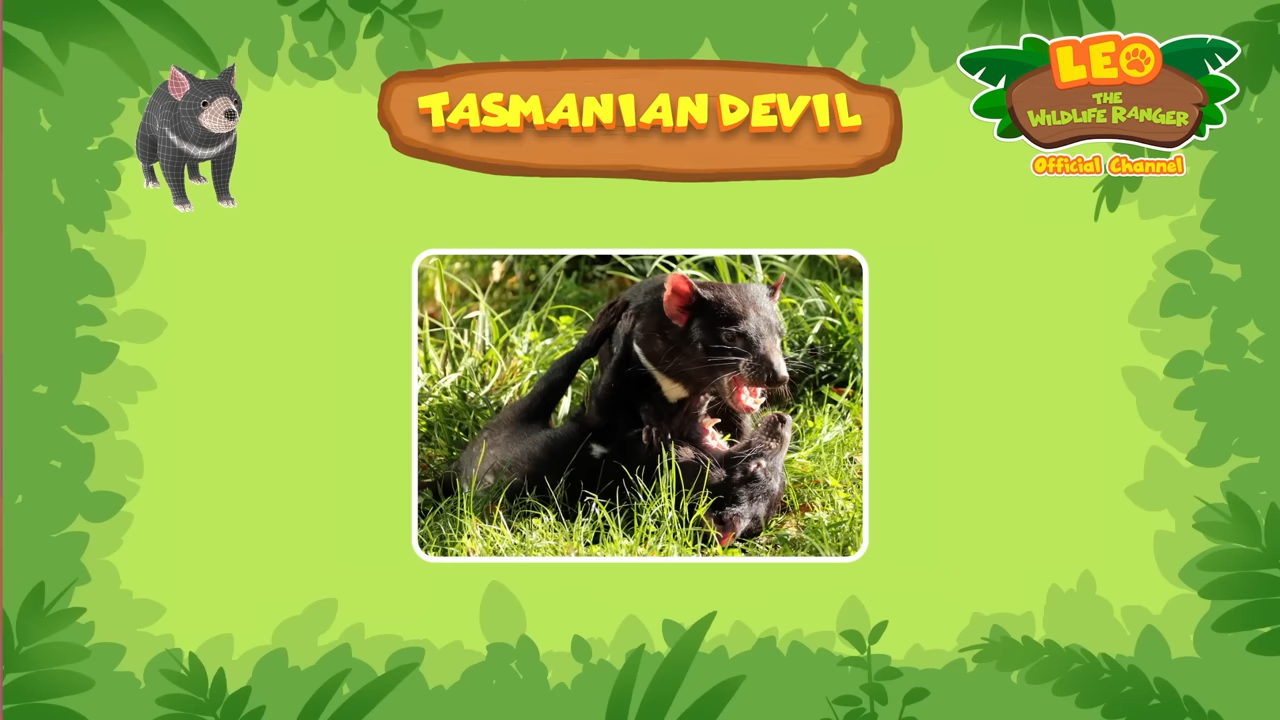 TASMANIAN DEVIL
LEO
THE
WILDLIFE RANGER
Official Channel